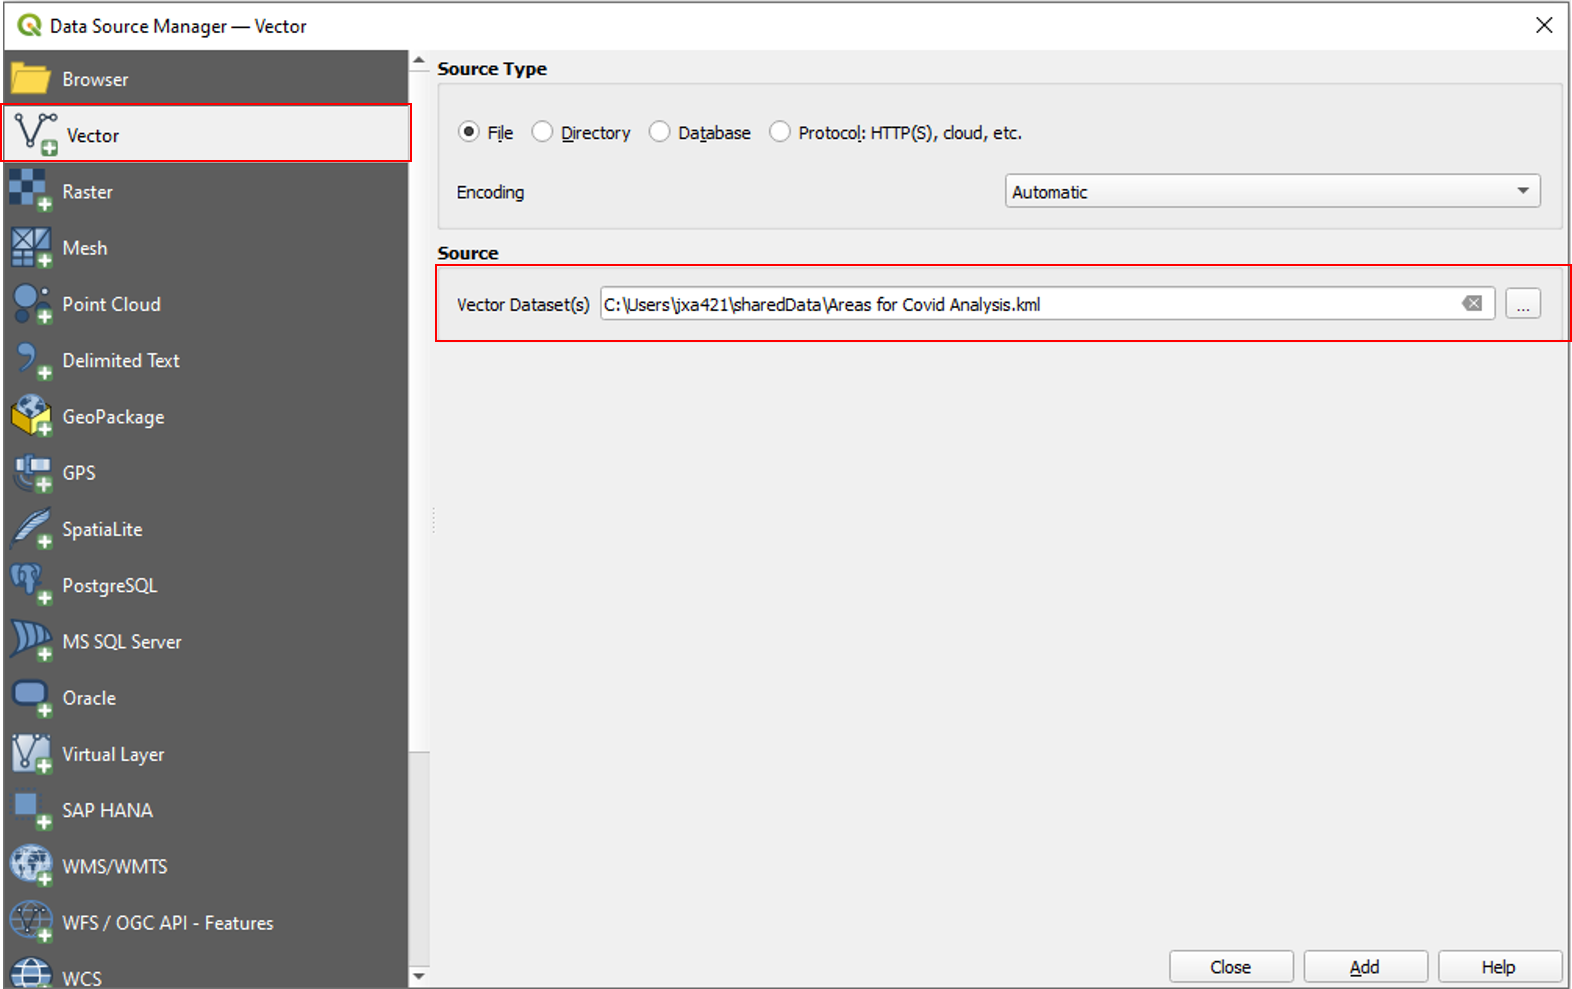 Data Source Manager — Vector
Browser
Vector
Raster
Mesh
Point Cloud
Delimited Text
GeoPackage
GPS
SpatiaLite
PostgreSQL
MS SQL Server
Oracle
Virtual Layer
SAP HANA
WMS/WMTS
WFS / OGC API - Features
WCS
Source Type
File Directory Database Protocol: HTTP(S), cloud, etc.
Encoding Automatic
Source
Vector Dataset(s) C:\Users\jxa421\sharedData\Areas for Covid Analysis.kml ...
Close Add Help